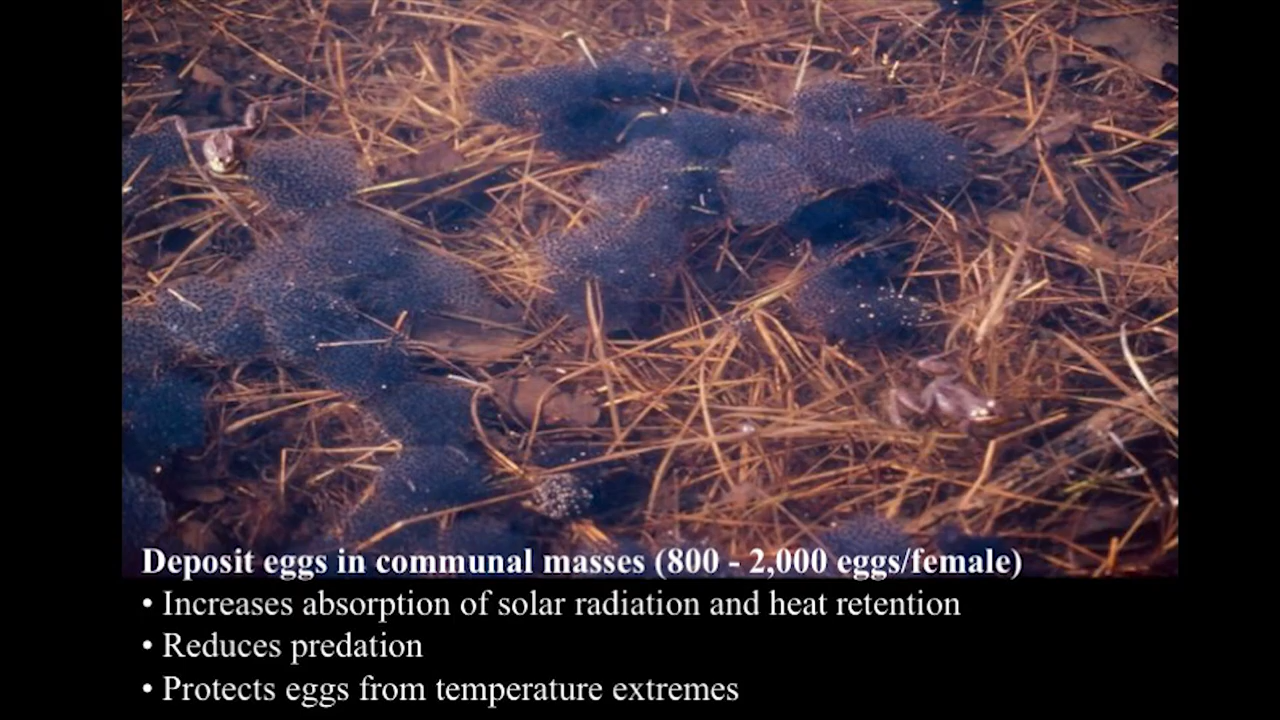 Deposit eggs in communal masses (800 - 2,000 eggs/female)
• Increases absorption of solar radiation and heat retention
• Reduces predation
• Protects eggs from temperature extremes